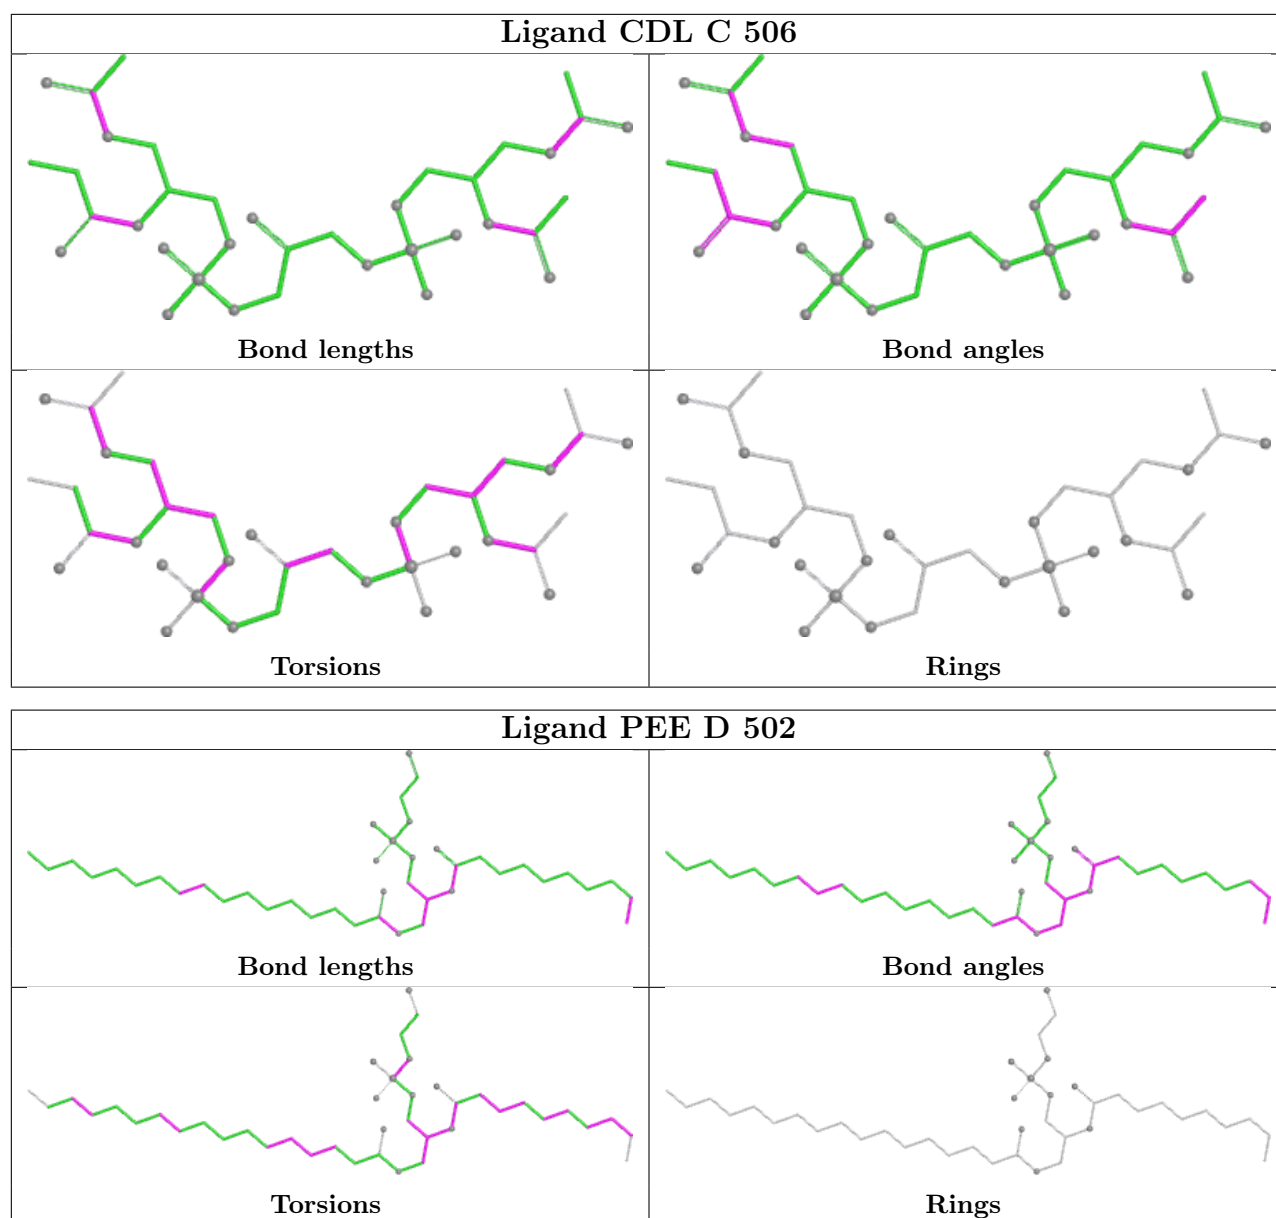 Ligand CDL C 506
Bond lengths
Bond angles
Torsions
Rings
Ligand PEE D 502
Bond lengths
Bond angles
Torsions
Rings